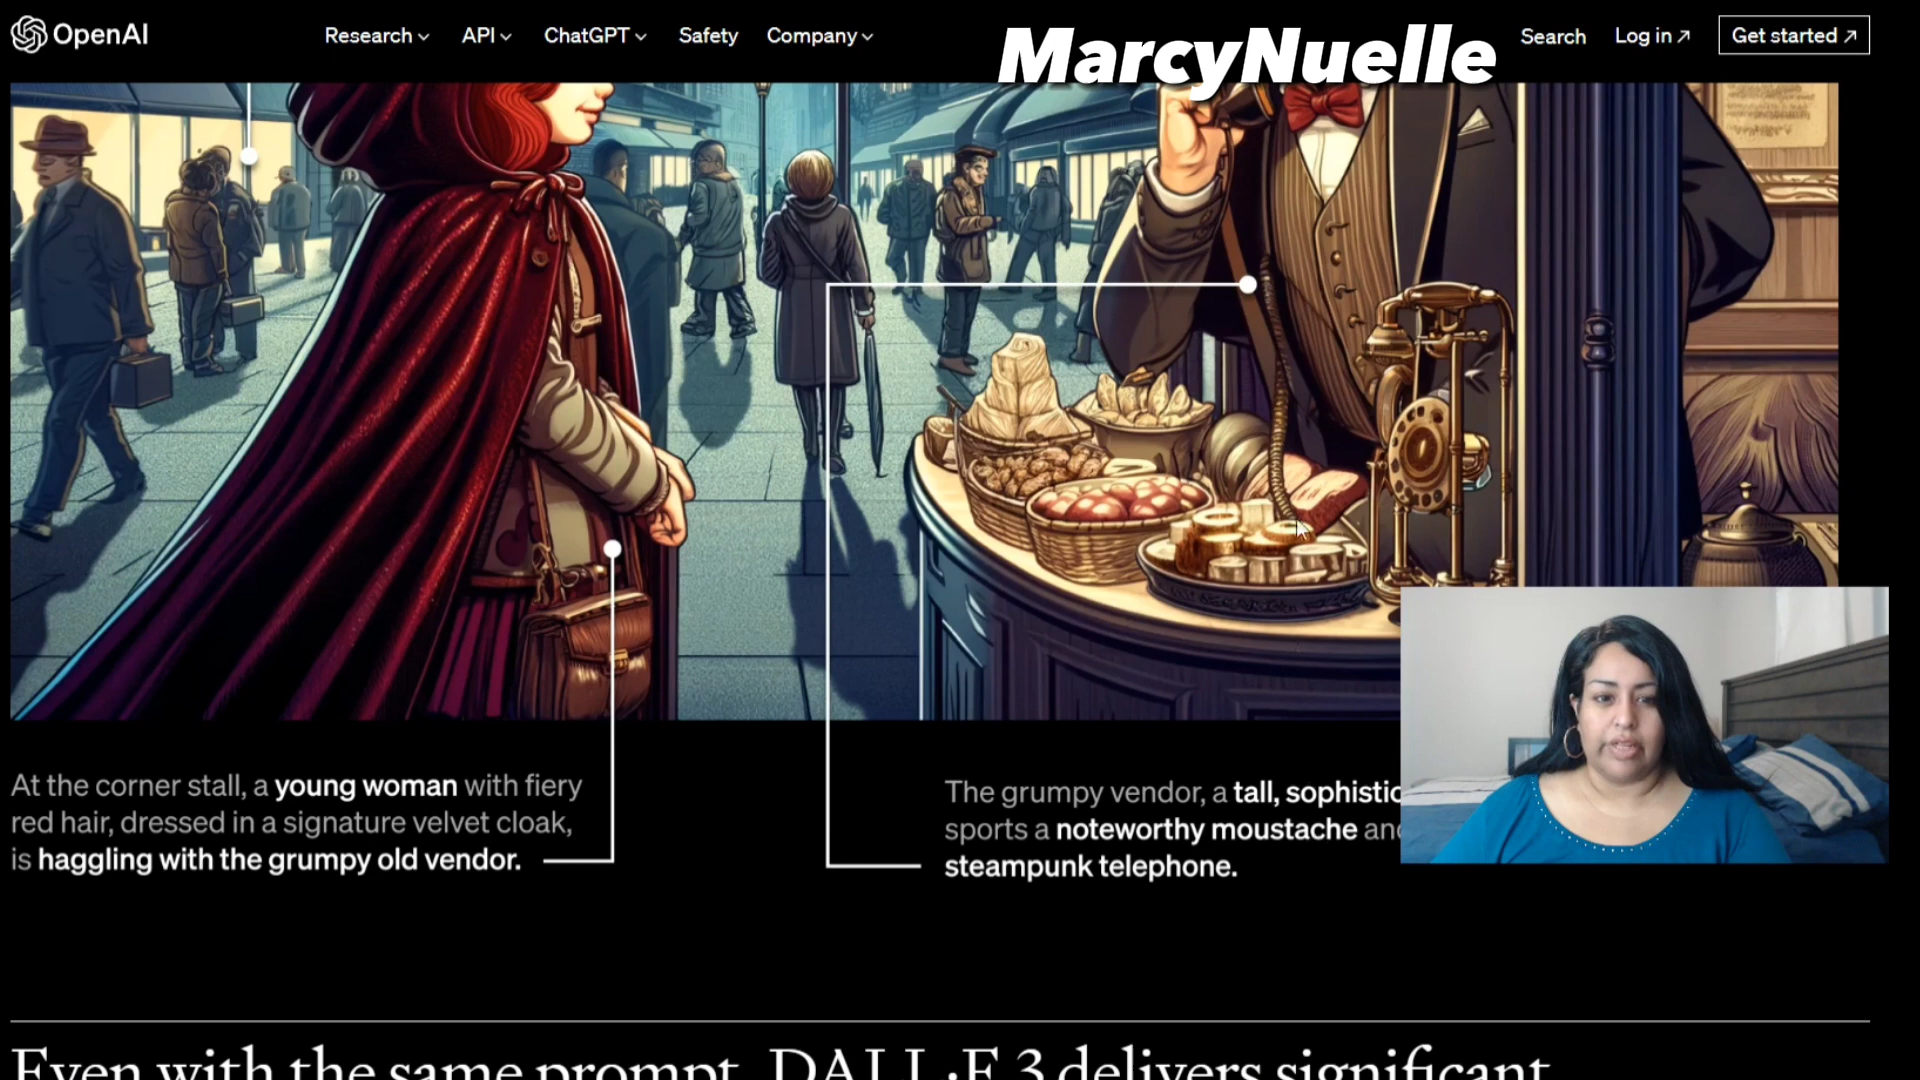 OpenAI
Research API ChatGPT Safety Company
MarcyNuelle
Search Log in Get started
At the corner stall, a young woman with fiery
red hair, dressed in a signature velvet cloak,
is haggling with the grumpy old vendor.
The grumpy vendor, a tall,
sports a noteworthy moustache
steampunk telephone.
Even with the same prompt, DALL·E 3 delivers significant